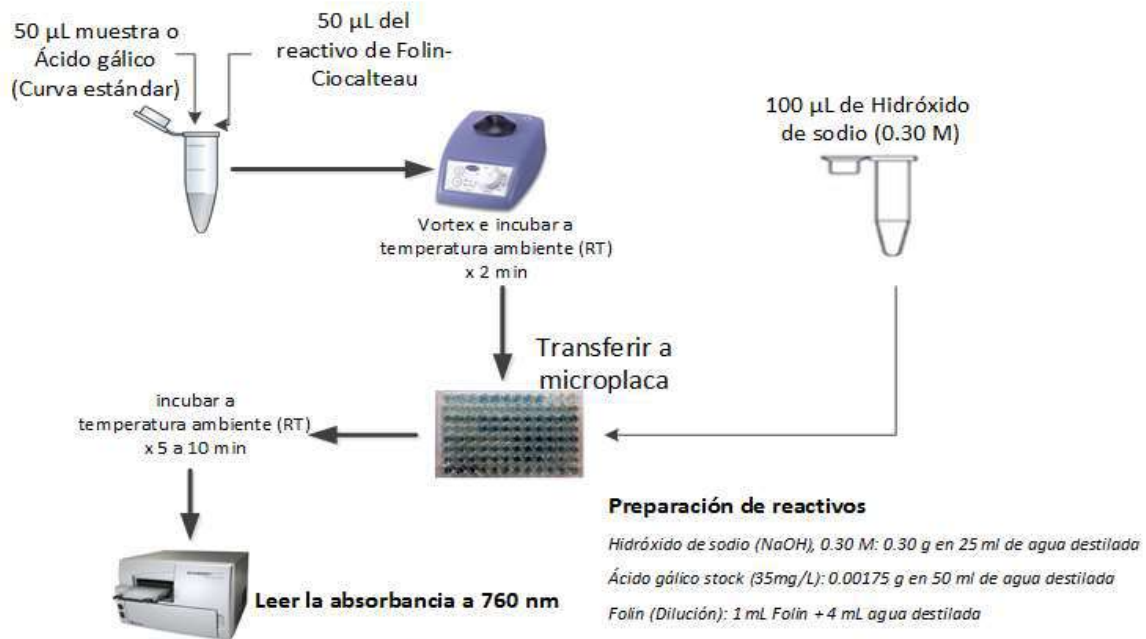 50 µL muestra o
Ácido gálico
(Curva estándar)
50 µL del
reactivo de Folin-
Ciocalteau
100 µL de Hidróxido
de sodio (0.30 M)
Vortex e incubar a
temperatura ambiente (RT)
x 2 min
Transferir a
microplaca
incubar a
temperatura ambiente (RT)
x 5 a 10 min
Leer la absorbancia a 760 nm
Preparación de reactivos
Hidróxido de sodio (NaOH), 0.30 M: 0.30 g en 25 ml de agua destilada
Ácido gálico stock (35mg/L): 0.00175 g en 50 ml de agua destilada
Folin (Dilución): 1 mL Folin + 4 mL agua destilada